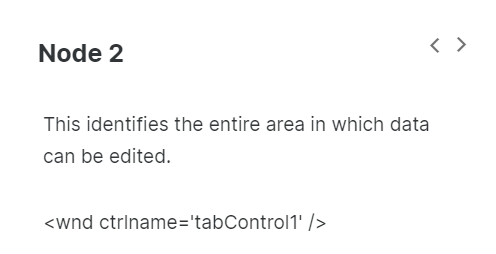 Node 2
This identifies the entire area in which data
can be edited.
<wnd ctrlname='tabControl1' />